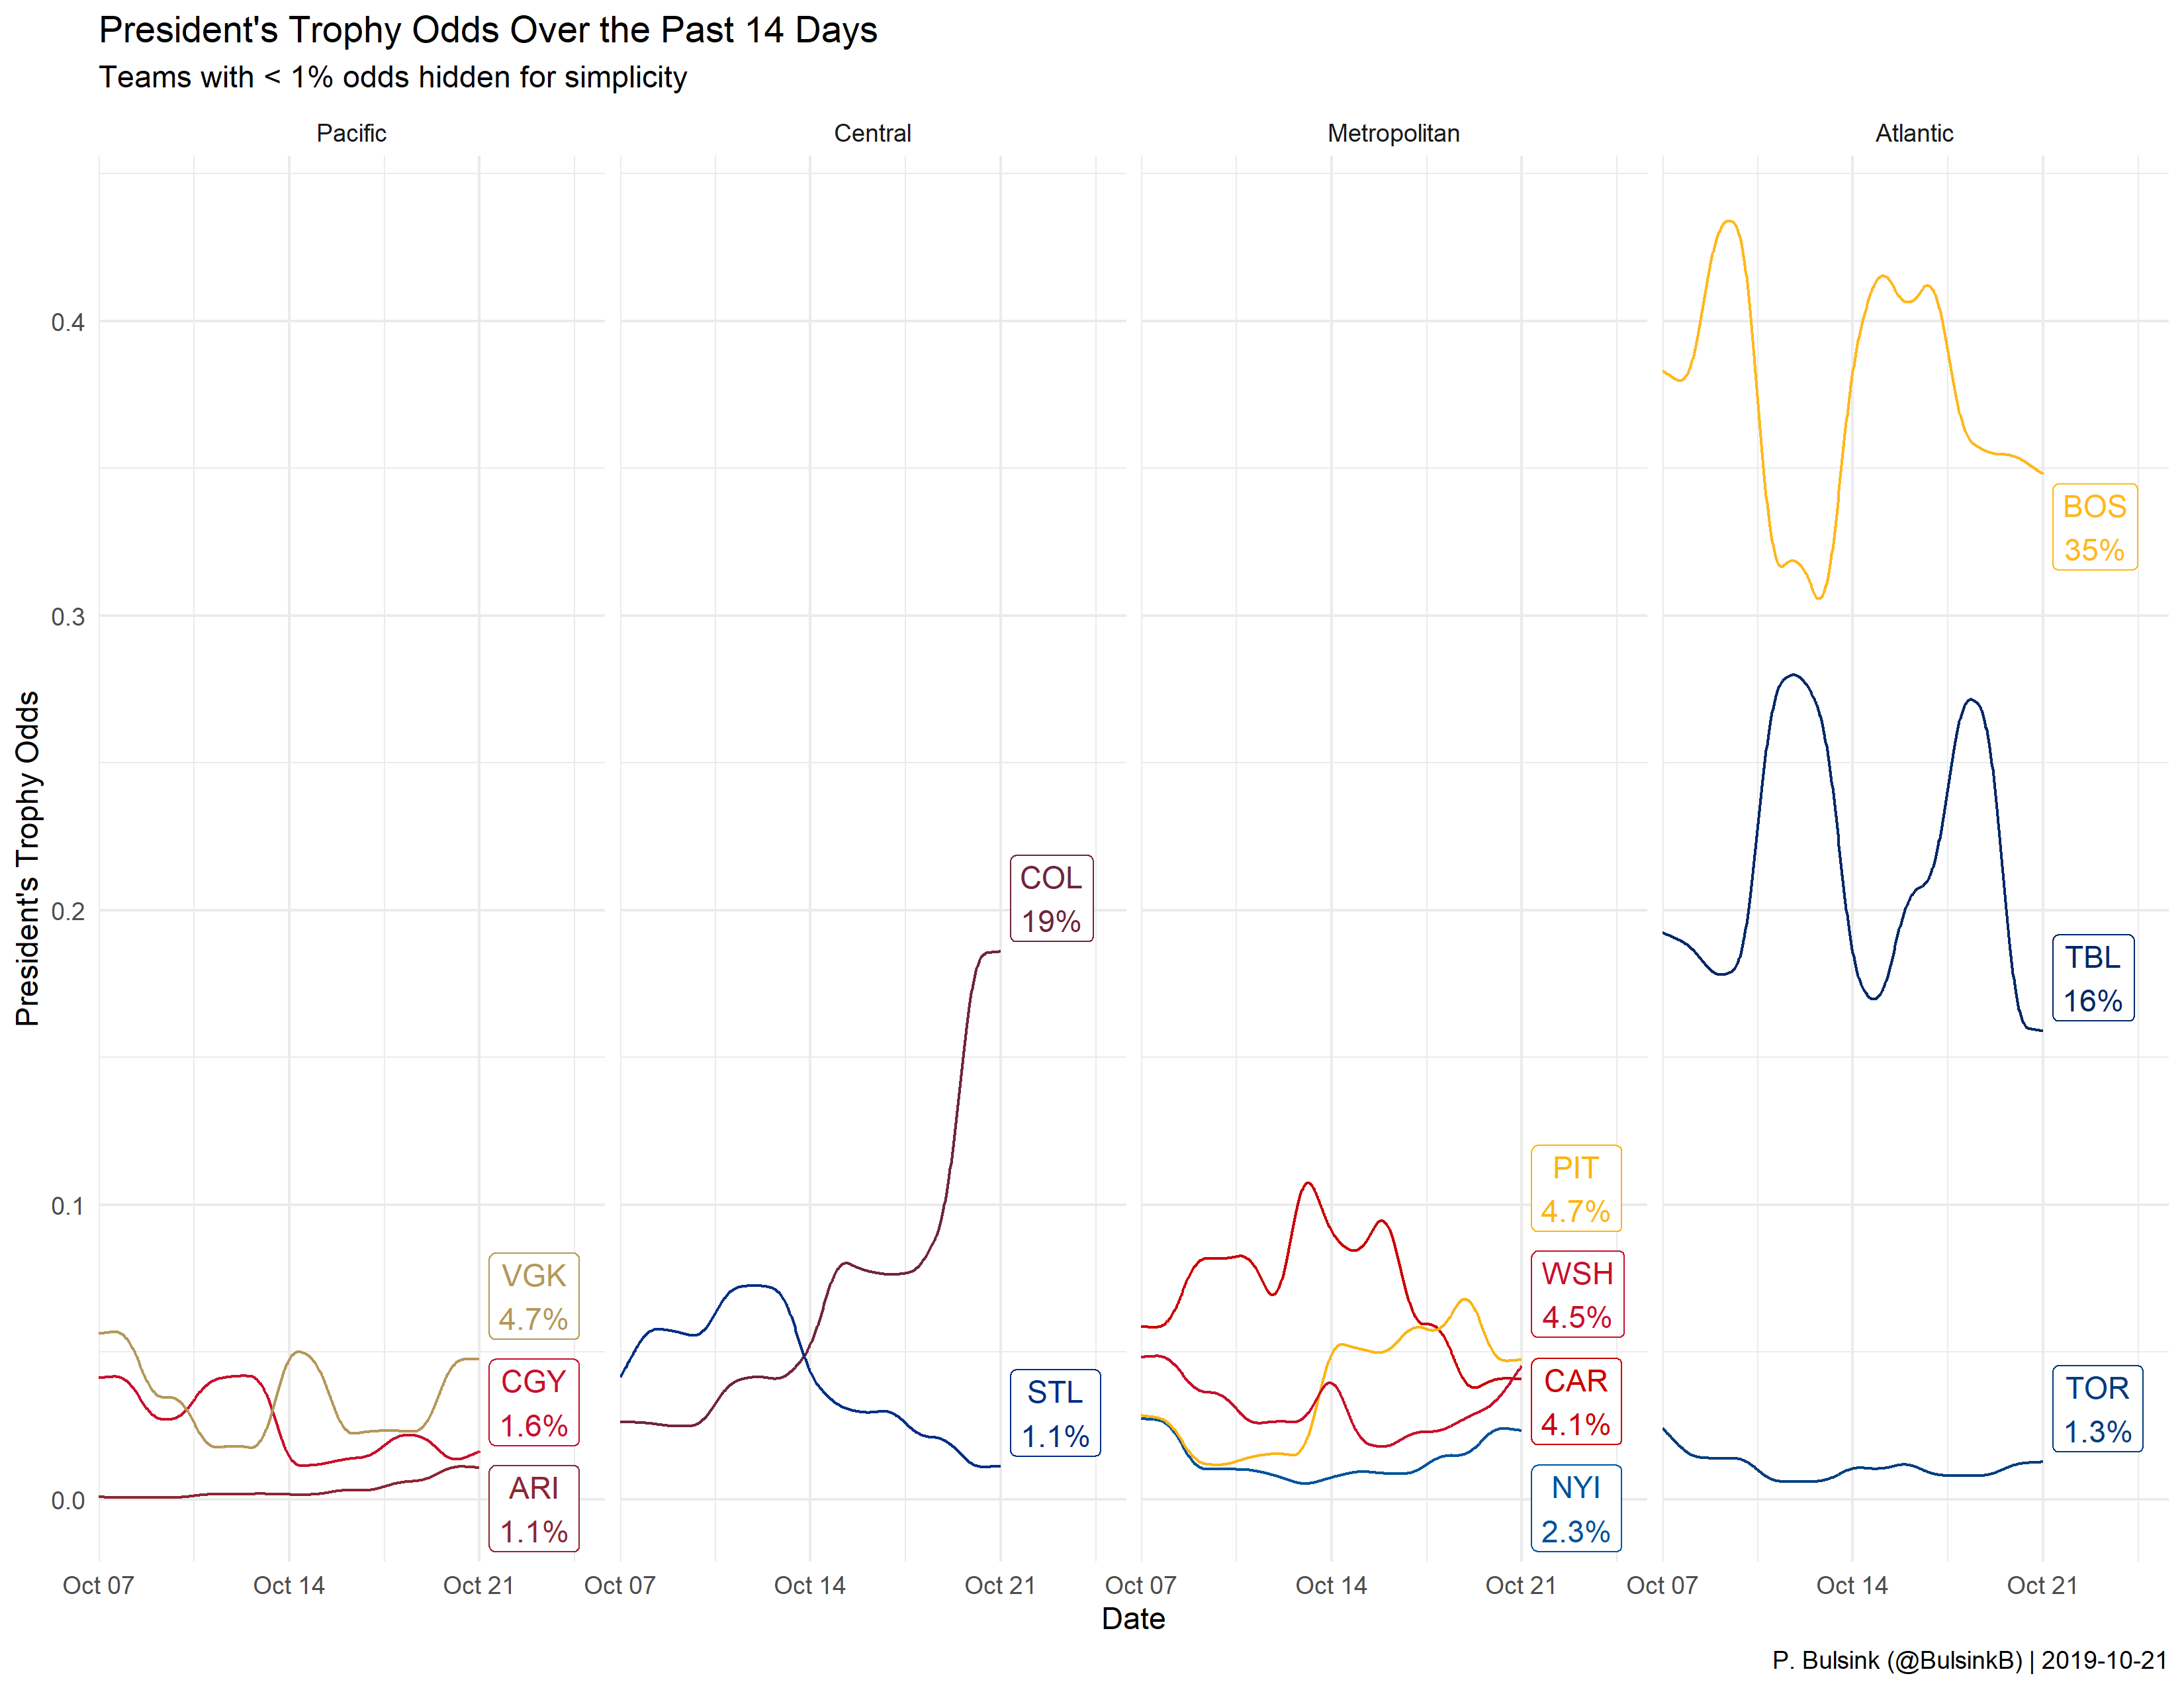 President's Trophy Odds Over the Past 14 Days
Teams with < 1% odds hidden for simplicity
Pacific
Central
Metropolitan
Atlantic
President's Trophy Odds
0.4
0.3
0.2
0.1
0.0
VGK
4.7%
CGY
1.6%
ARI
1.1%
COL
19%
STL
1.1%
PIT
4.7%
WSH
4.5%
CAR
4.1%
NYI
2.3%
BOS
35%
TBL
16%
TOR
1.3%
Oct 07 Oct 14 Oct 21 Oct 07 Oct 14 Oct 21 Oct 07 Oct 14 Oct 21 Oct 07 Oct 14 Oct 21
Date
P. Bulsink (@BulsinkB) | 2019-10-21